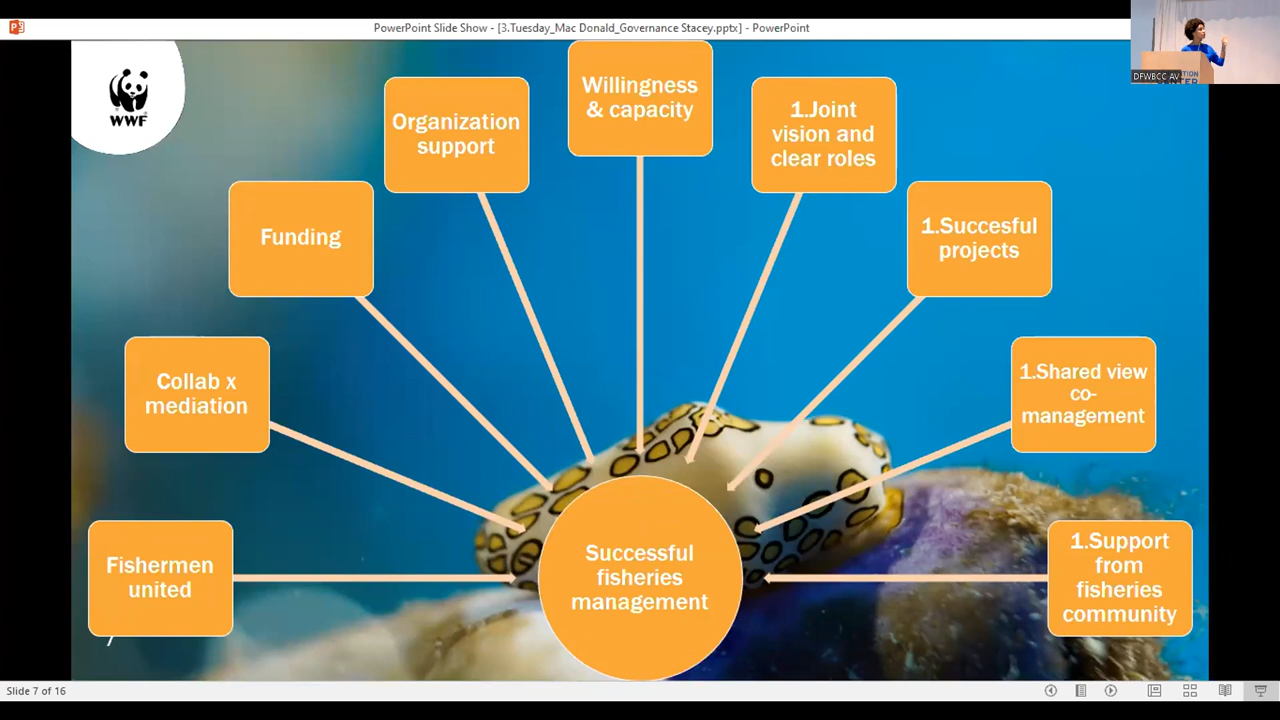 PowerPoint Slide Show - [3.Tuesday_Mac Donald_Governance Stacey.pptx] - PowerPoint
DFWBCC AV
CENTER
WWF
Willingness
& capacity
Organization
support
1.Joint
vision and
clear roles
Funding
1.Succesful
projects
Collab x
mediation
1.Shared view
co-
management
Fishermen
united
Successful
fisheries
management
1.Support
from
fisheries
community
7
Slide 7 of 16